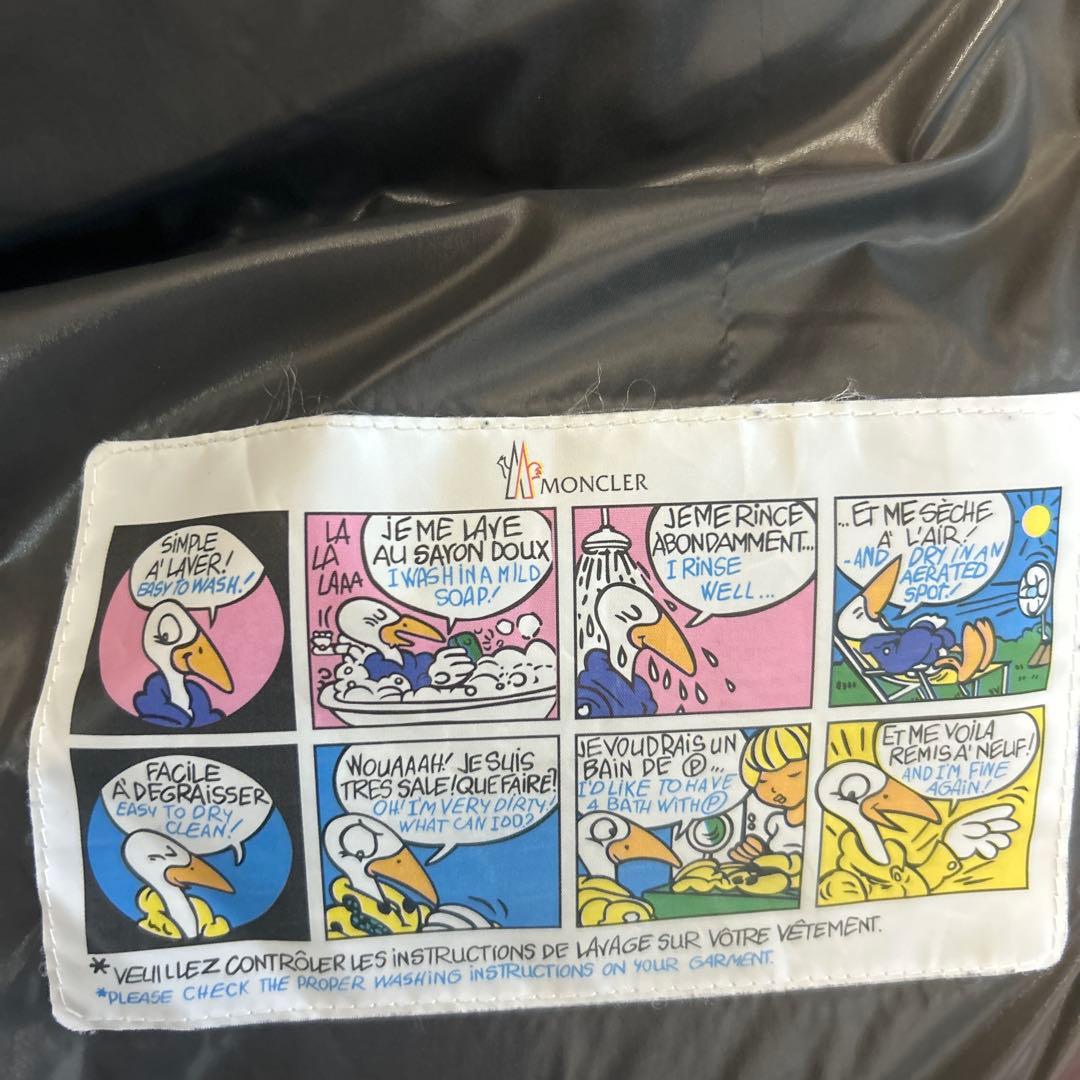 MONCLER
SIMPLE
A' LAVER!
EASY TO WASH!
LA
LA
LAAA
JE ME LAVE
AU SAVON DOUX
I WASH IN A MILD
SOAP!
JE ME RINCE
ABONDAMMENT...
I RINSE
WELL...
...ET ME SÈCHE
A' L'AIR!
-AND DRY IN AN
AERATED
SPOT!
FACILE
A' DEGRAISSER
EASY TO DRY
CLEAN!
WOUAAAH! JE SUIS
TRES SALE! QUE FAIRE?
OH! I'M VERY DIRTY!
WHAT CAN I DO?
JE VOUDRAIS UN
BAIN DE Ⓟ...
I'D LIKE TO HAVE
A BATH WITH Ⓟ
ET ME VOILA
REMIS A' NEUF!
AND I'M FINE
AGAIN!
* VEUILLEZ CONTRÔLER LES INSTRUCTIONS DE LAVAGE SUR VÔTRE VÊTEMENT.
*PLEASE CHECK THE PROPER WASHING INSTRUCTIONS ON YOUR GARMENT.